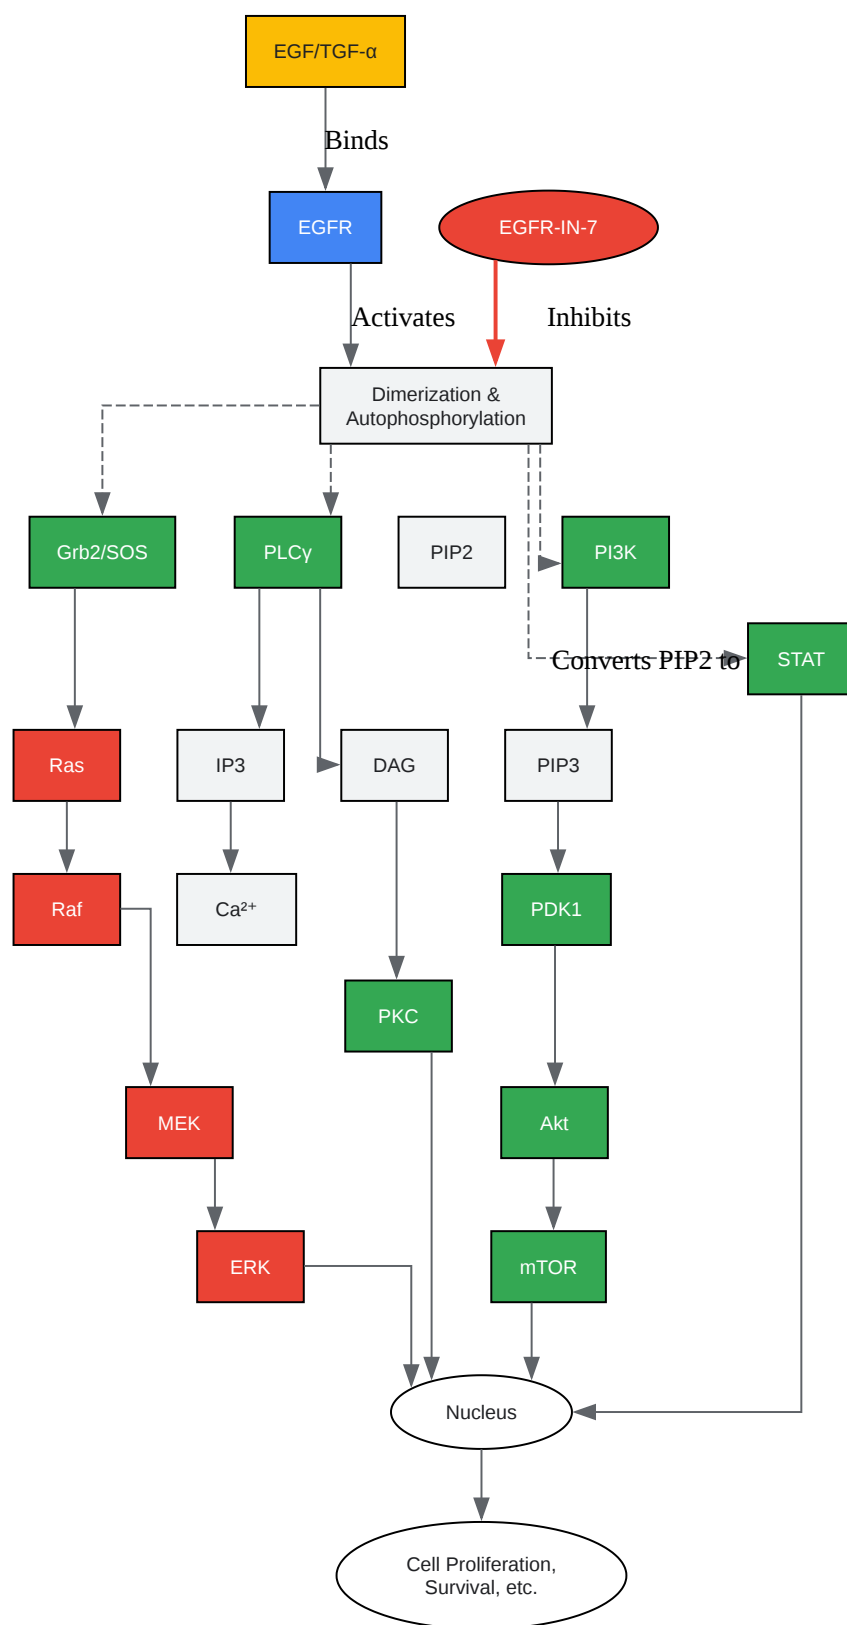 EGF/TGF-α
Binds
EGFR
EGFR-IN-7
Activates
Inhibits
Dimerization &
Autophosphorylation
Grb2/SOS
PLCγ
PIP2
PI3K
Converts PIP2 to
STAT
Ras
IP3
DAG
PIP3
Raf
Ca²⁺
PDK1
PKC
MEK
Akt
ERK
mTOR
Nucleus
Cell Proliferation,
Survival, etc.